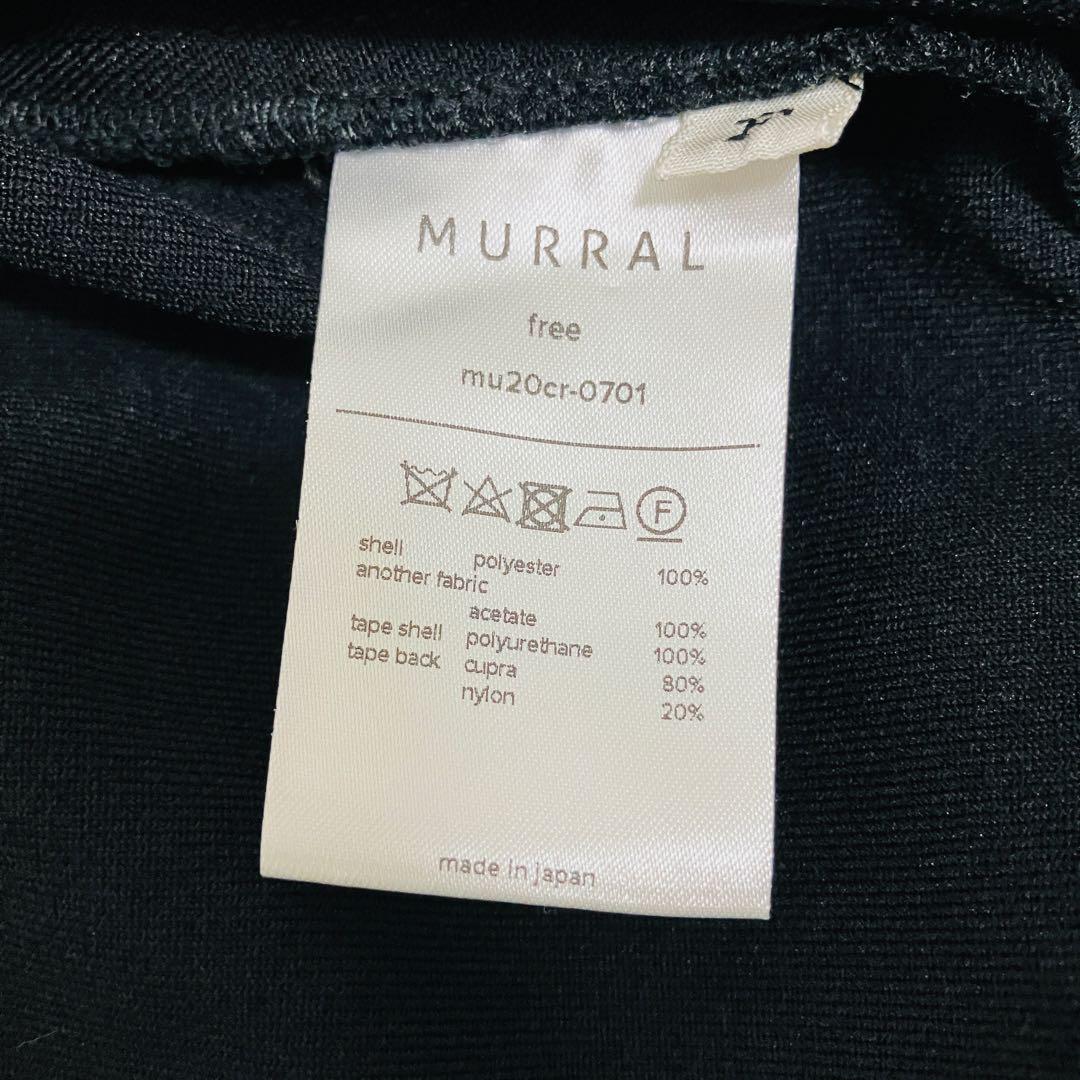 F
MURRAL
free
mu20cr-0701
F
shell polyester 100%
another fabric
acetate 100%
tape shell polyurethane 100%
tape back cupra 80%
nylon 20%
made in japan